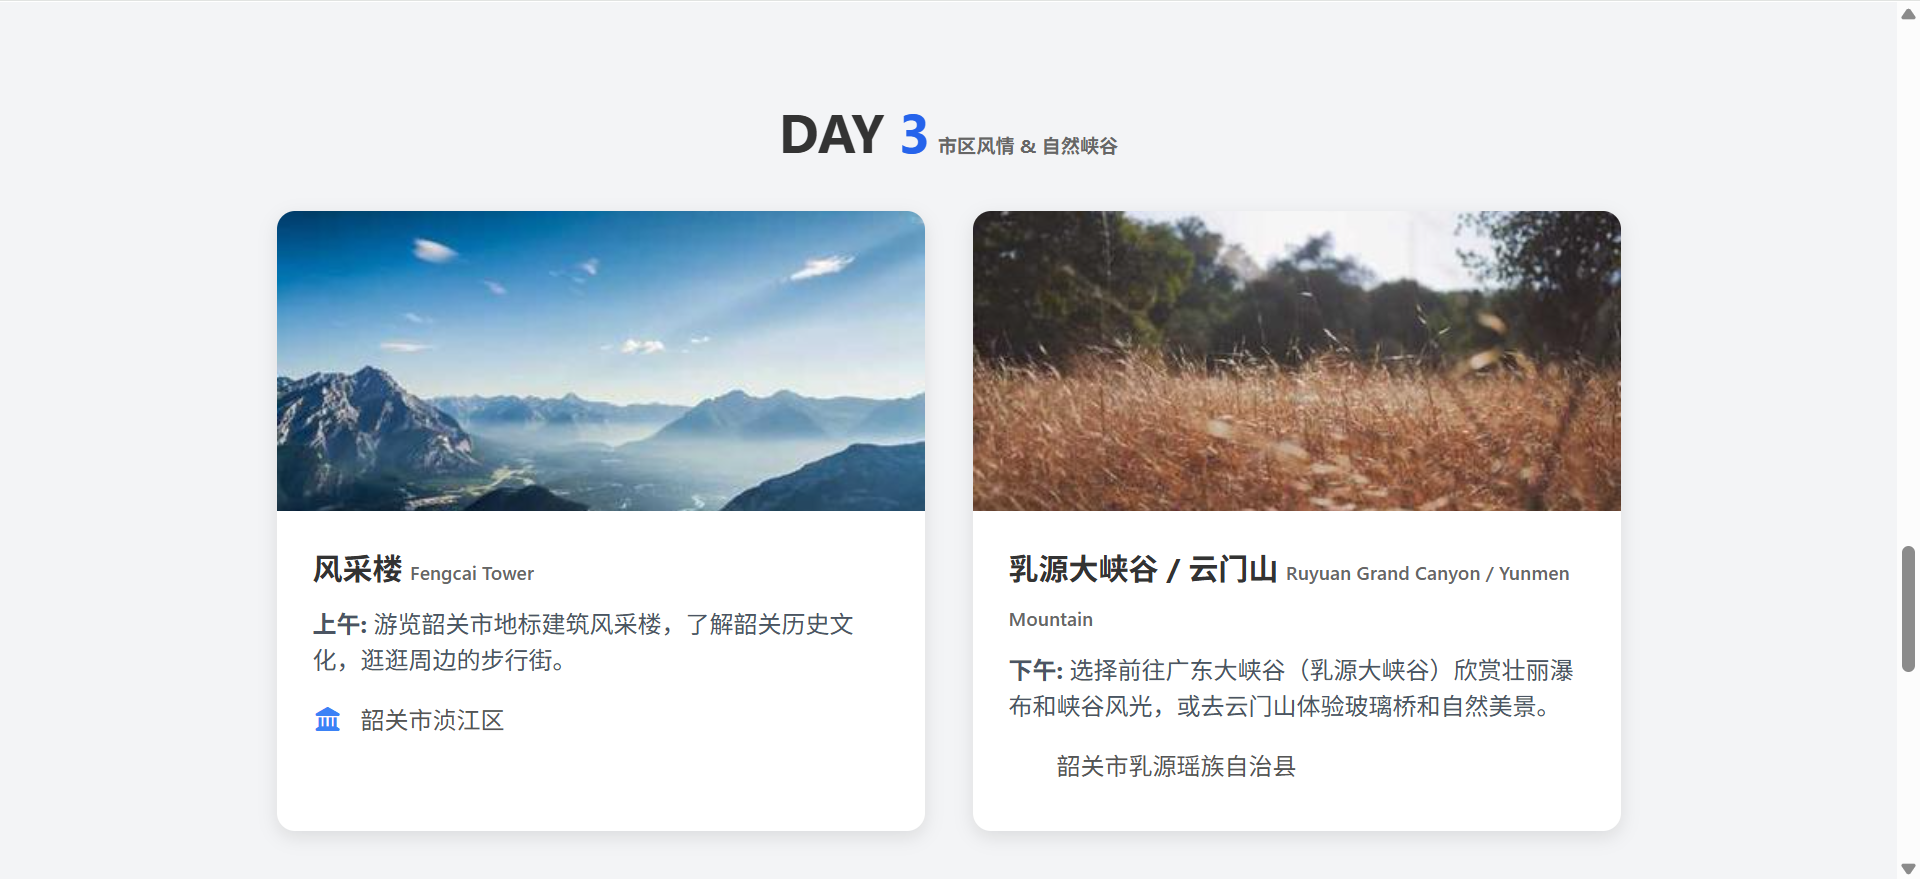 DAY 3 市区风情 & 自然峡谷
风采楼 Fengcai Tower
上午: 游览韶关市地标建筑风采楼，了解韶关历史文
化，逛逛周边的步行街。
韶关市浈江区
乳源大峡谷 / 云门山 Ruyuan Grand Canyon / Yunmen
Mountain
下午: 选择前往广东大峡谷（乳源大峡谷）欣赏壮丽瀑
布和峡谷风光，或去云门山体验玻璃桥和自然美景。
韶关市乳源瑶族自治县